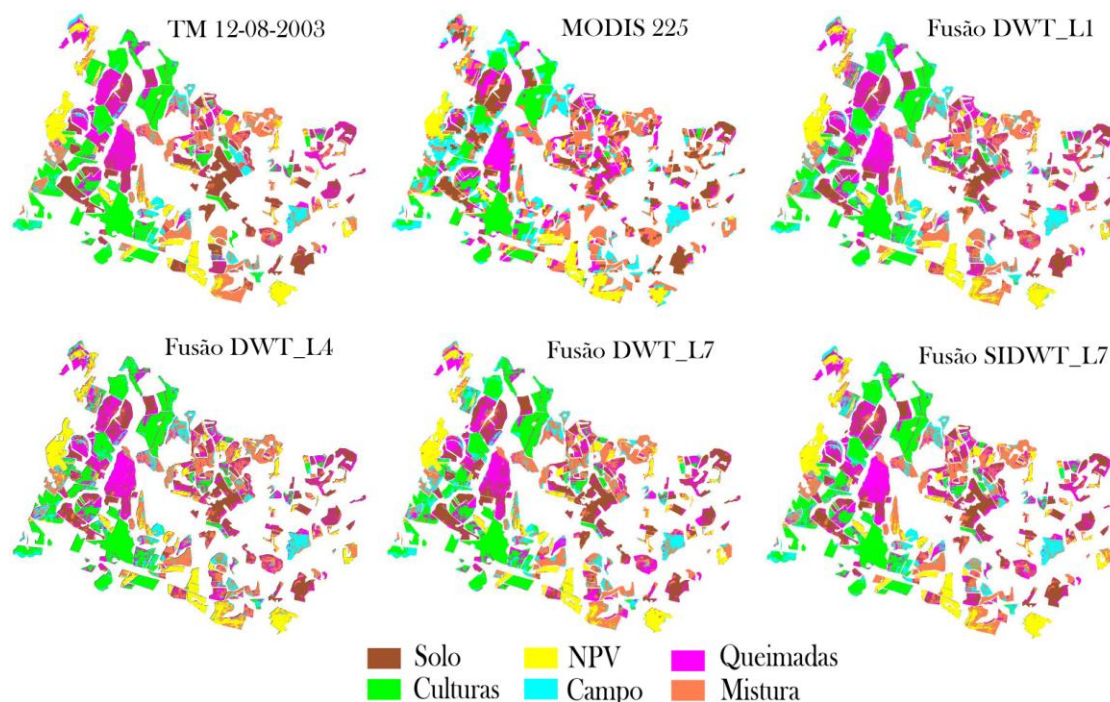 TM 12-08-2003
MODIS 225
Fusão DWT_L1
Fusão DWT_L4
Fusão DWT_L7
Fusão SIDWT_L7
Solo
NPV
Queimadas
Culturas
Campo
Mistura